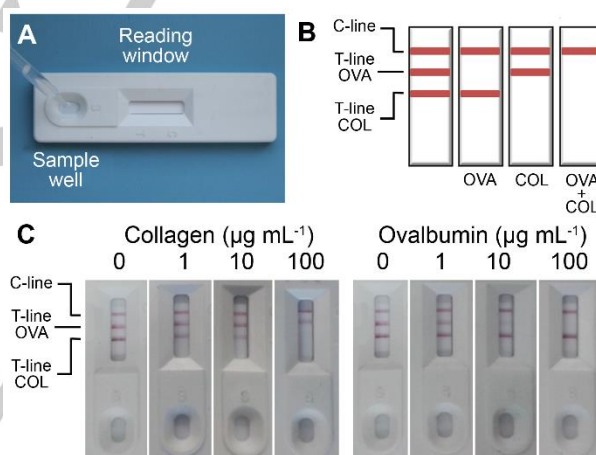 A
Reading
window
Sample
well
B
C-line
T-line
OVA
T-line
COL
OVA
COL
OVA
+
COL
C
Collagen (µg mL⁻¹)
0 1 10 100
Ovalbumin (µg mL⁻¹)
0 1 10 100
C-line
T-line
OVA
T-line
COL